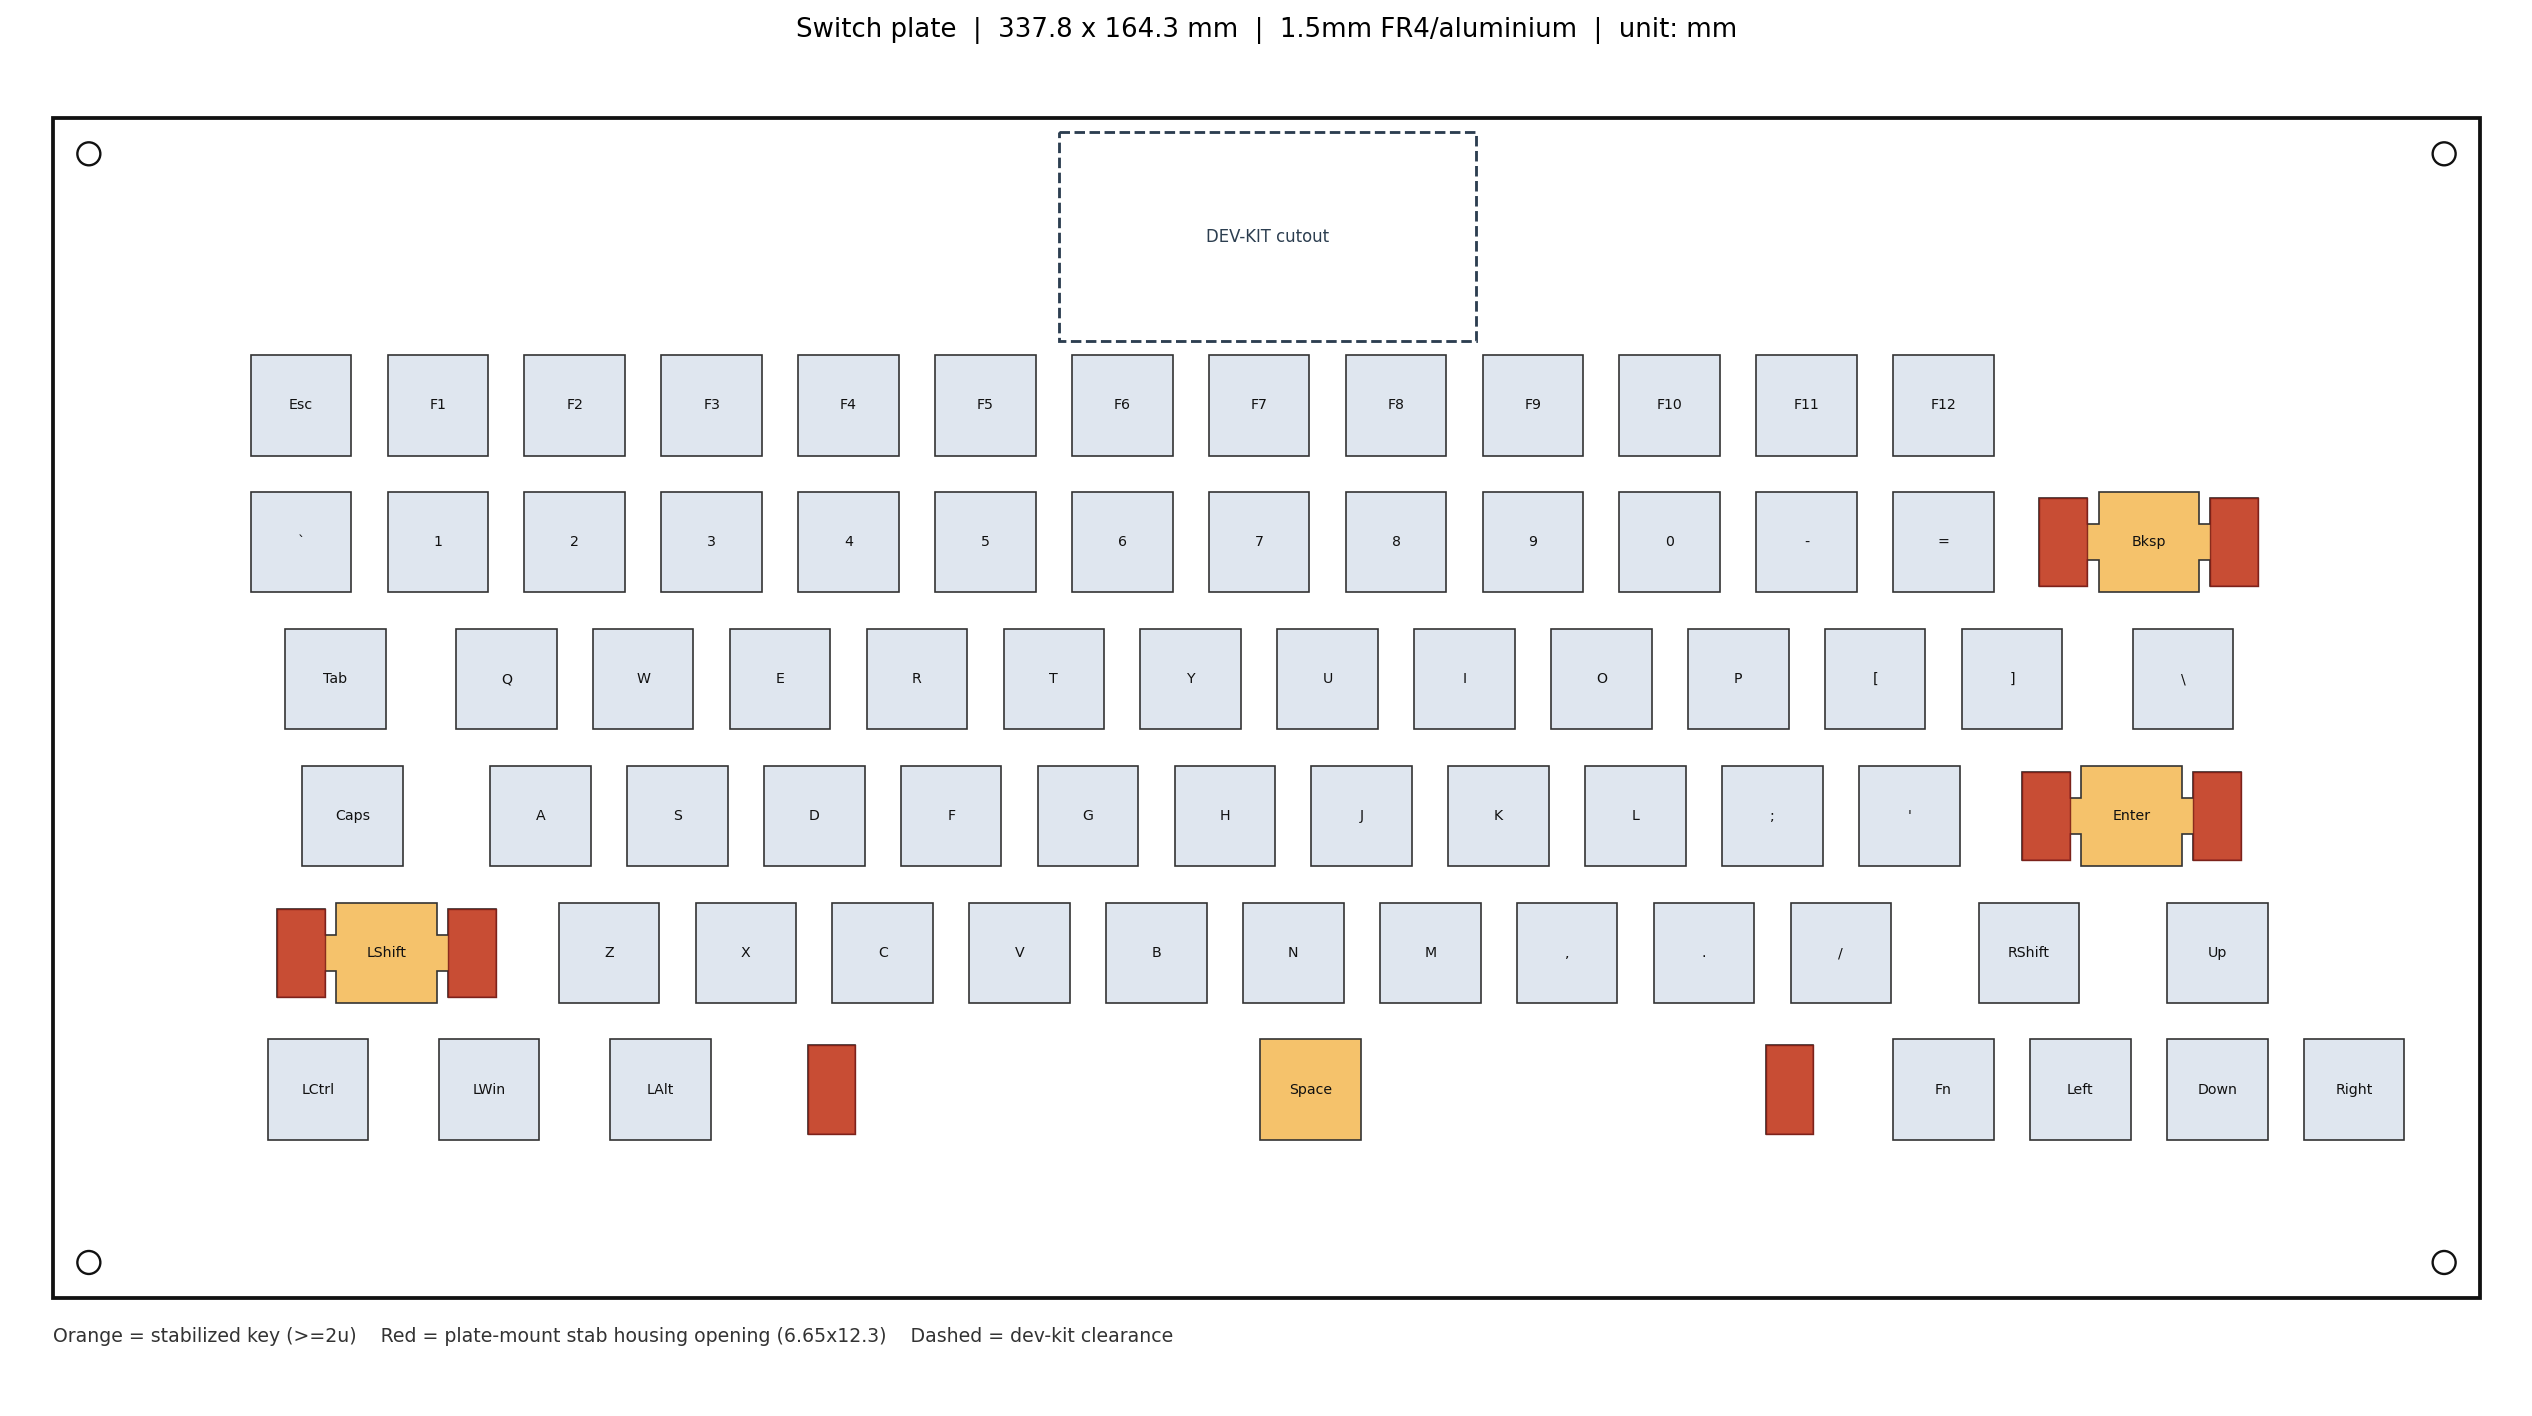 Switch plate | 337.8 x 164.3 mm | 1.5mm FR4/aluminium | unit: mm
DEV-KIT cutout
Esc F1 F2 F3 F4 F5 F6 F7 F8 F9 F10 F11 F12
` 1 2 3 4 5 6 7 8 9 0 - = Bksp
Tab Q W E R T Y U I O P [ ] \
Caps A S D F G H J K L ; ' Enter
LShift Z X C V B N M , . / RShift Up
LCtrl LWin LAlt Space Fn Left Down Right
Orange = stabilized key (>=2u) Red = plate-mount stab housing opening (6.65x12.3) Dashed = dev-kit clearance